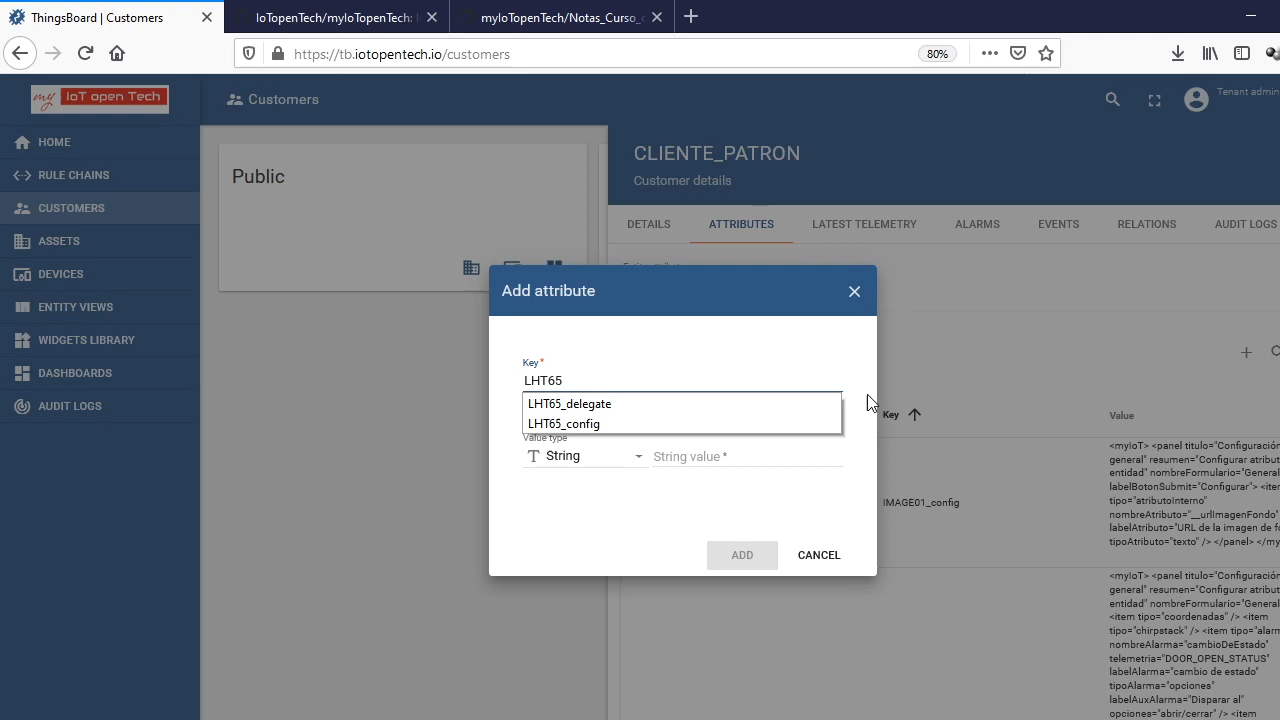 ThingsBoard | Customers
IoTopenTech/myIoTopenTech:
myIoTopenTech/Notas_Curso_
https://tb.iotopentech.io/customers
80%
my IoT open Tech
Customers
Tenant admin
HOME
RULE CHAINS
CUSTOMERS
ASSETS
DEVICES
ENTITY VIEWS
WIDGETS LIBRARY
DASHBOARDS
AUDIT LOGS
Public
CLIENTE_PATRON
Customer details
DETAILS
ATTRIBUTES
LATEST TELEMETRY
ALARMS
EVENTS
RELATIONS
AUDIT LOGS
Add attribute
Key*
LHT65
LHT65_delegate
LHT65_config
Value type
String
String value *
ADD
CANCEL
Key
Value
IMAGE01_config
<myIoT> <panel titulo="Configuración
general" resumen="Configurar atribut
entidad" nombreFormulario="General
labelBotonSubmit="Configurar"> <iten
tipo="atributoInterno"
nombreAtributo="__urlImagenFondo"
labelAtributo="URL de la imagen de fo
tipoAtributo="texto" /> </panel> </my
<myIoT> <panel titulo="Configuración
general" resumen="Configurar atribut
entidad" nombreFormulario="General
<item tipo="coordenadas" /> <item
tipo="chirpstack" /> <item tipo="alarm
nombreAlarma="cambioDeEstado"
telemetria="DOOR_OPEN_STATUS"
labelAlarma="cambio de estado"
tipoAlarma="opciones"
labelAuxAlarma="Disparar al"
opciones="abrir/cerrar" /> <item